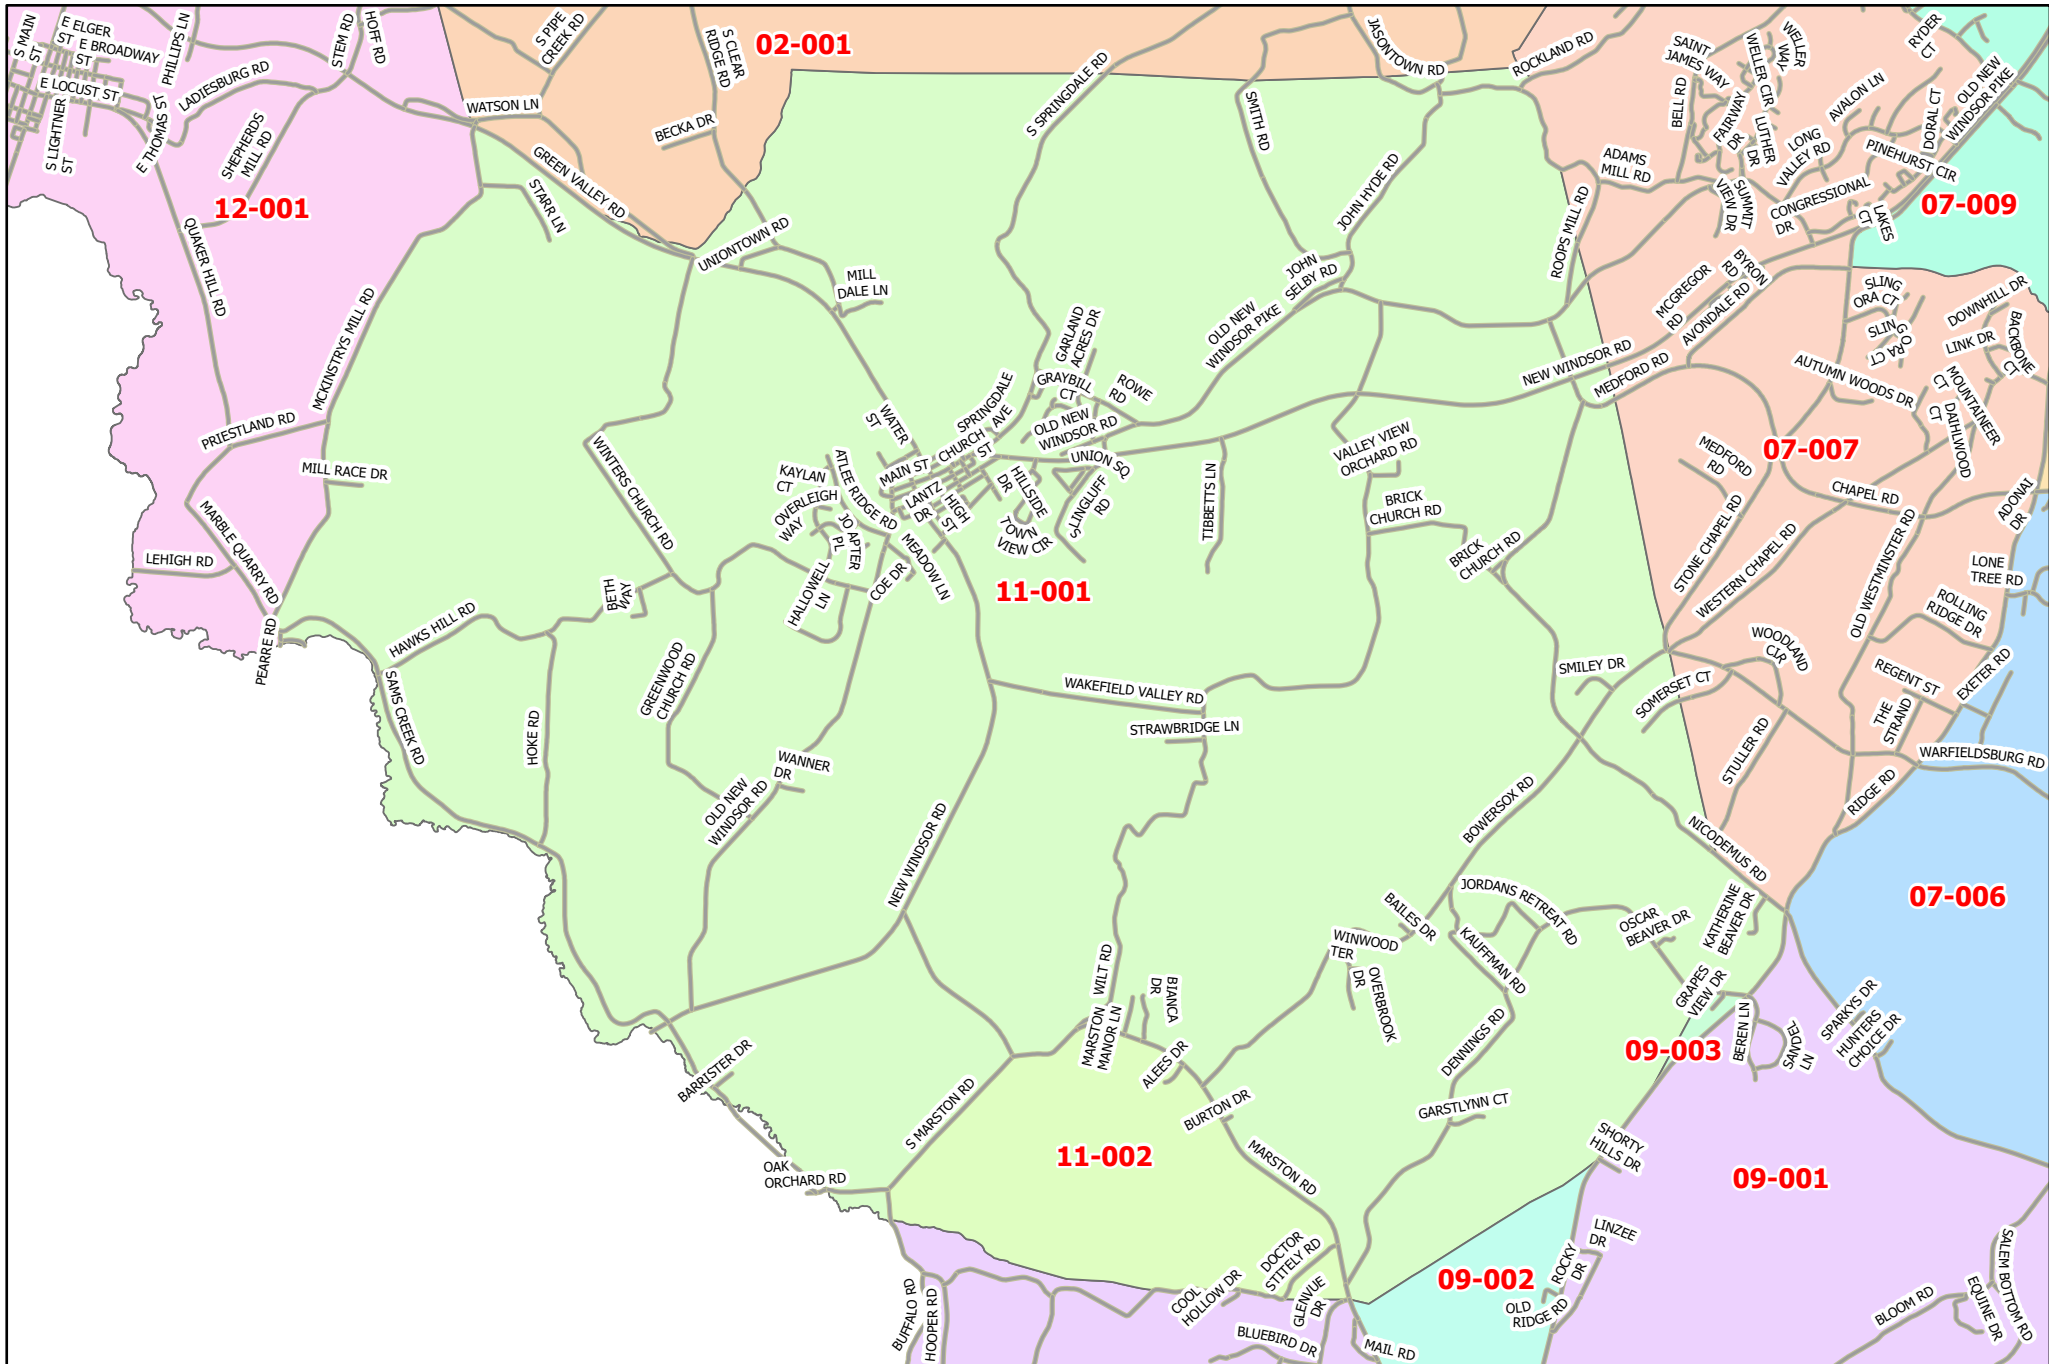 S MAIN
ST
E ELGER
ST
E BROADWAY
ST
PHILLIPS LN
STEM RD
HOFF RD
E LOCUST ST
LADIESBURG RD
S LIGHTNER
ST
E THOMAS ST
SHEPHERDS
MILL RD
12-001
QUAKER HILL RD
MCKINSTRYS MILL RD
PRIESTLAND RD
MILL RACE DR
MARBLE QUARRY RD
LEHIGH RD
PEARRE RD
S PIPE
CREEK RD
S CLEAR
RIDGE RD
02-001
WATSON LN
BECKA DR
GREEN VALLEY RD
STARR LN
UNIONTOWN RD
MILL
DALE LN
S SPRINGDALE RD
SMITH RD
JASONTOWN RD
ROCKLAND RD
JOHN HYDE RD
JOHN
SELBY RD
OLD NEW
WINDSOR PIKE
ROOPS MILL RD
ADAMS
MILL RD
SAINT
JAMES WAY
BELL RD
WELLER CIR
WELLER
WAY
FAIRWAY
DR
LUTHER
DR
LONG
VALLEY RD
AVALON LN
RYDER
CT
DORAL CT
OLD NEW
WINDSOR PIKE
PINEHURST CIR
SUMMIT
VIEW DR
CONGRESSIONAL
DR
LAKES
CT
07-009
MCGREGOR
RD
BYRON
RD
AVONDALE RD
SLING
ORA CT
SLIN
G
ORA CT
DOWNHILL DR
LINK DR
BACKBONE
CT
NEW WINDSOR RD
MEDFORD RD
AUTUMN WOODS DR
MOUNTAINEER
CT
DAIHLWOOD
CT
07-007
MEDFORD
RD
CHAPEL RD
ADONAI
DR
STONE CHAPEL RD
WESTERN CHAPEL RD
OLD WESTMINSTER RD
LONE
TREE RD
ROLLING
RIDGE DR
WOODLAND
CIR
REGENT ST
EXETER RD
THE
STRAND
SMILEY DR
SOMERSET CT
STULLER RD
WARFIELDSBURG RD
RIDGE RD
GARLAND
ACRES DR
GRAYBILL
CT
ROWE
RD
SPRINGDALE
AVE
WATER
ST
CHURCH
ST
OLD NEW
WINDSOR RD
MAIN ST
UNION SQ
LANTZ
DR
HIGH
ST
HILLSIDE
DR
SLINGLUFF
RD
TOWN
VIEW CIR
TIBBETTS LN
VALLEY VIEW
ORCHARD RD
BRICK
CHURCH RD
BRICK
CHURCH RD
KAYLAN
CT
ATLEE RIDGE RD
OVERLEIGH
WAY
JO APTER
PL
MEADOW LN
COE DR
HALLOWELL
LN
11-001
WINTERS CHURCH RD
BETH
WAY
HAWKS HILL RD
SAMS CREEK RD
HOKE RD
GREENWOOD
CHURCH RD
WAKEFIELD VALLEY RD
STRAWBRIDGE LN
WANNER
DR
OLD NEW
WINDSOR RD
NEW WINDSOR RD
BOWERSOX RD
NICODEMUS RD
JORDANS RETREAT RD
BAILES DR
OSCAR
BEAVER DR
KATHERINE
BEAVER DR
07-006
WINWOOD
TER
KAUFFMAN RD
OVERBROOK
DR
GRAPES
VIEW DR
MARSTON
WILT RD
BIANCA
DR
MANOR LN
BEREN LN
SANDEL
LN
SPARKYS DR
HUNTERS
CHOICE DR
09-003
DENNINGS RD
ALEES DR
BARRISTER DR
S MARSTON RD
BURTON DR
GARSTLYNN CT
SHORTY
HILLS DR
11-002
OAK
ORCHARD RD
MARSTON RD
09-001
LINZEE
DR
DOCTOR
STITELY RD
ROCKY
DR
09-002
OLD
RIDGE RD
COOL
HOLLOW DR
GLENVUE
DR
BUFFALO RD
HOOPER RD
BLUEBIRD DR
MAIL RD
BLOOM RD
EQUINE DR
SALEM BOTTOM RD